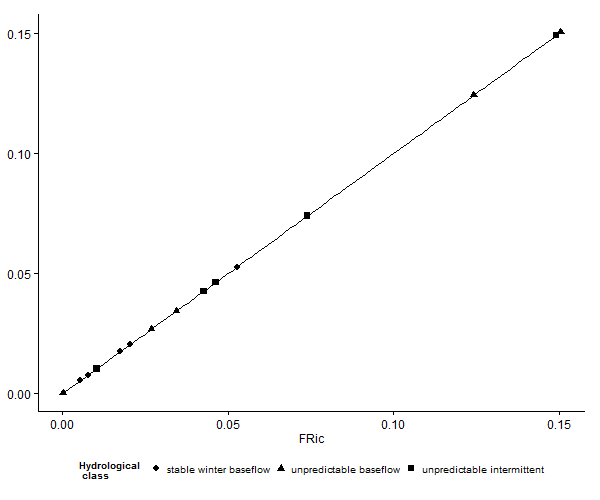 0.15
0.10
0.05
0.00
0.00 0.05 0.10 0.15
FRic
Hydrological
class
stable winter baseflow unpredictable baseflow unpredictable intermittent